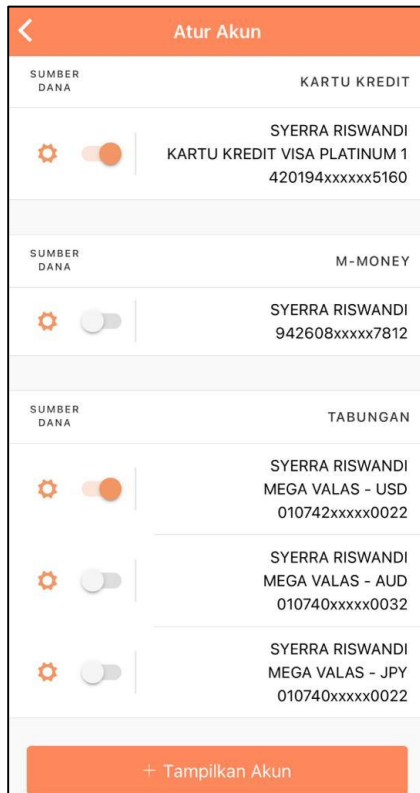 Atur Akun
SUMBER
DANA
KARTU KREDIT
SYERRA RISWANDI
KARTU KREDIT VISA PLATINUM 1
420194xxxxxx5160
SUMBER
DANA
M-MONEY
SYERRA RISWANDI
942608xxxxx7812
SUMBER
DANA
TABUNGAN
SYERRA RISWANDI
MEGA VALAS - USD
010742xxxxx0022
SYERRA RISWANDI
MEGA VALAS - AUD
010740xxxxx0032
SYERRA RISWANDI
MEGA VALAS - JPY
010740xxxxx0022
+ Tampilkan Akun